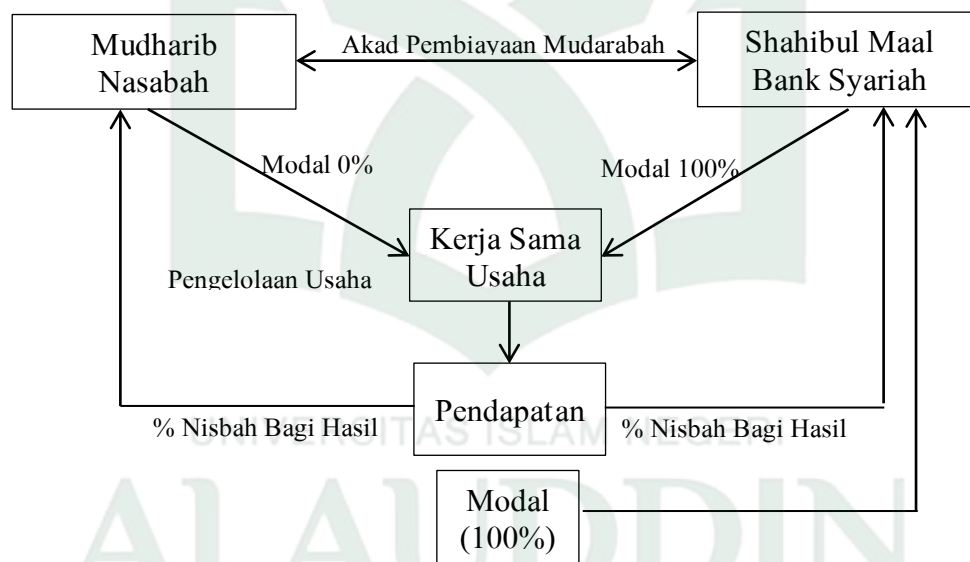 Mudharib
Nasabah
Akad Pembiayaan Mudarabah
Shahibul Maal
Bank Syariah
Modal 0%
Modal 100%
Kerja Sama
Usaha
Pengelolaan Usaha
Pendapatan
% Nisbah Bagi Hasil
% Nisbah Bagi Hasil
UNIVERSITAS ISLAM NEGERI
Modal
(100%)
ALAUDDIN